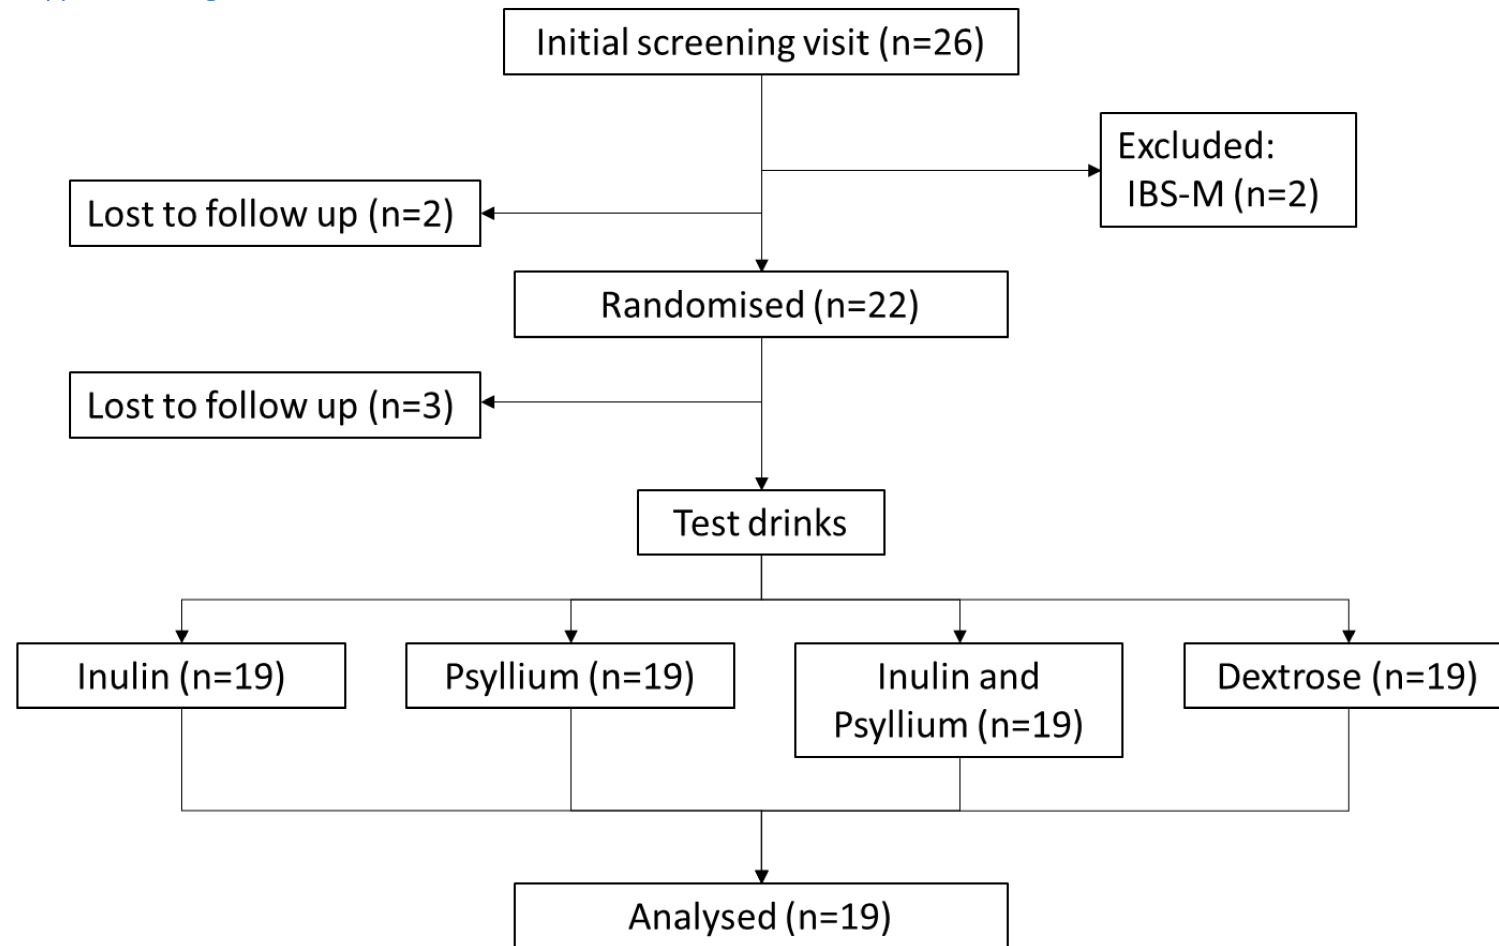 Initial screening visit (n=26)
Excluded:
IBS-M (n=2)
Lost to follow up (n=2)
Randomised (n=22)
Lost to follow up (n=3)
Test drinks
Inulin (n=19)
Psyllium (n=19)
Inulin and
Psyllium (n=19)
Dextrose (n=19)
Analysed (n=19)